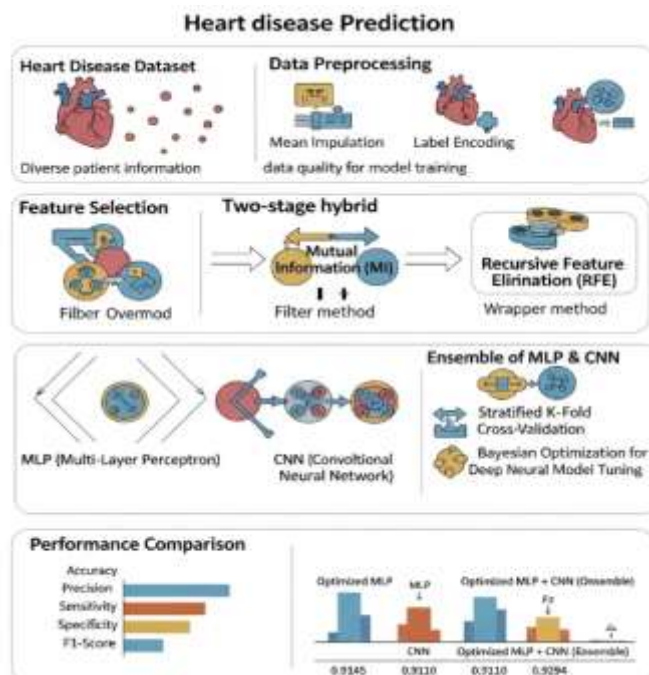 Heart disease Prediction
Heart Disease Dataset
Diverse patient information
Data Preprocessing
Mean Impulation
Label Encoding
data quality for model training
Feature Selection
Filber Overmod
Two-stage hybrid
Mutual
Information (MI)
Filter method
Recursive Feature
Elirination (RFE)
Wrapper method
MLP (Multi-Layer Perceptron)
CNN (Convoltional
Neural Network)
Ensemble of MLP & CNN
Stratified K-Fold
Cross-Validation
Bayesian Optimization for
Deep Neural Model Tuning
Performance Comparison
Accuracy
Precision
Sensitivity
Specificity
F1-Score
Optimized MLP
MLP
Optimized MLP + CNN (Onsemble)
CNN
Optimized MLP + CNN (Ensemble)
0.9145
0.9110
0.9110
0.9294